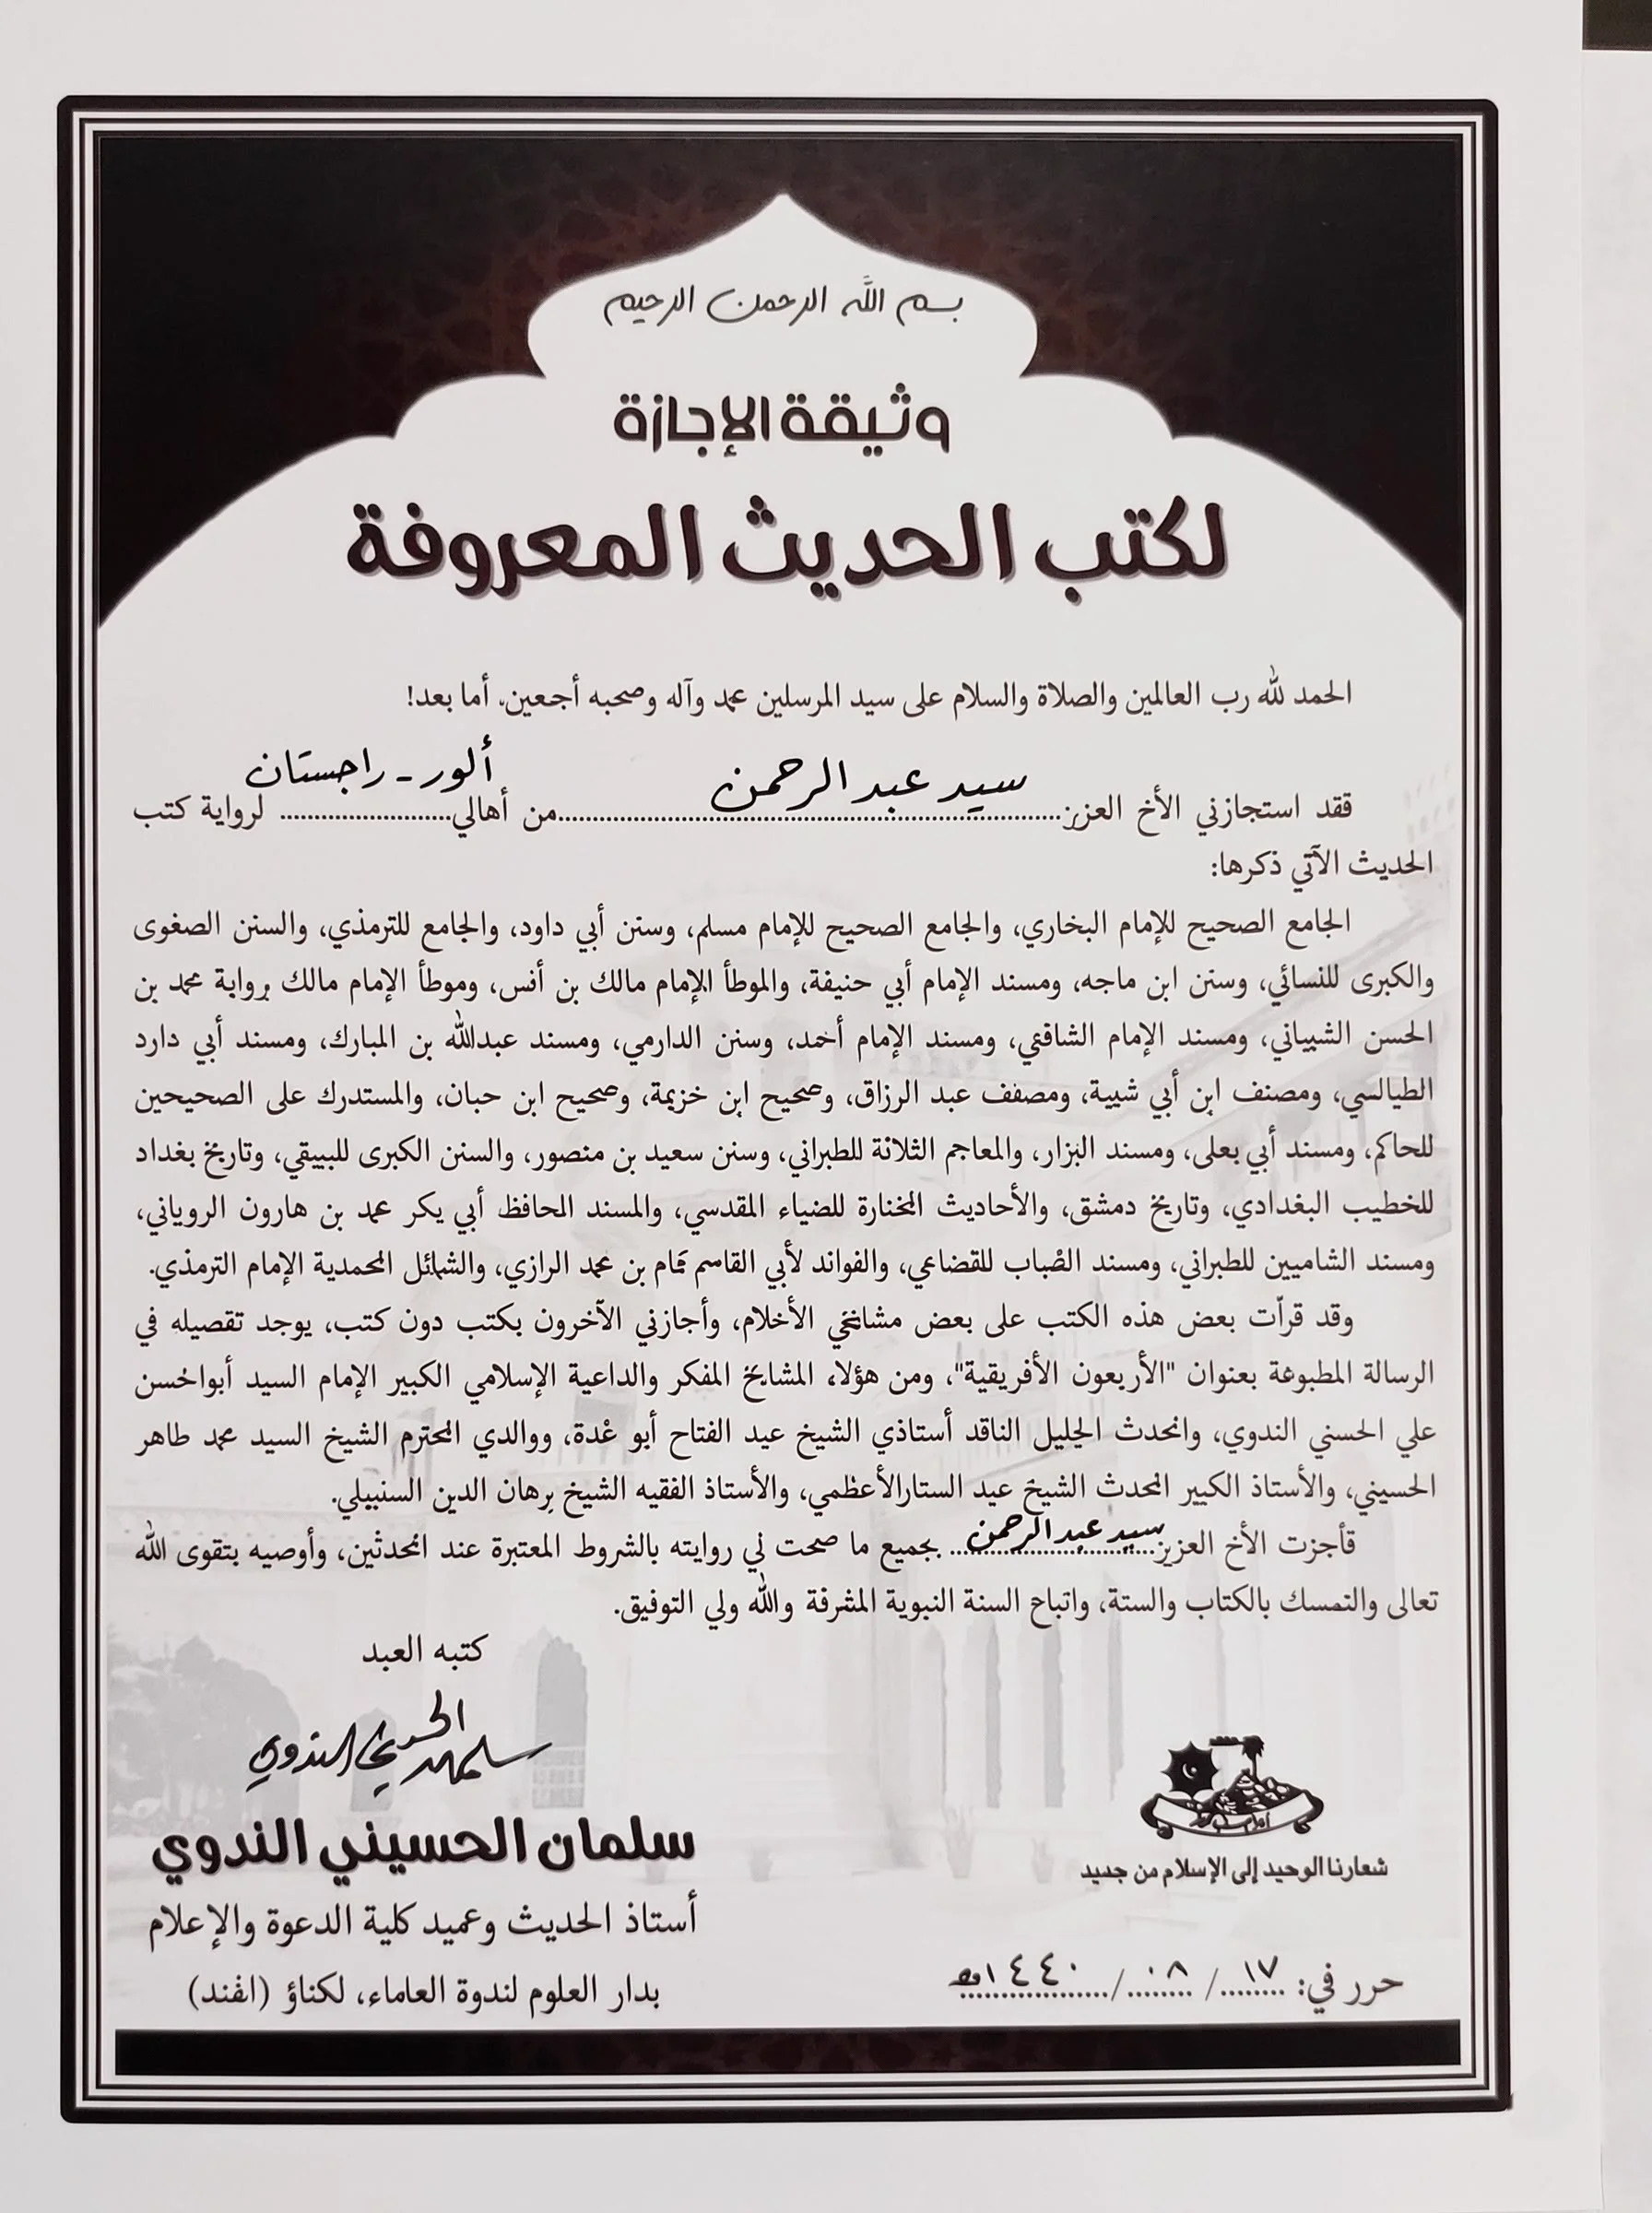 بسم الله الرحمن الرحيم
وثيقة الإجازة
لكتب الحديث المعروفة
الحمد لله رب العالمين والصلاة والسلام على سيد المرسلين محمد وآله وصحبه أجمعين. أما بعد!
فقد استجازني الأخ العزيز سيد عبد الرحمن من أهالي ألور - راجستان لرواية كتب
الحديث الآتي ذكرها:
الجامع الصحيح للإمام البخاري، والجامع الصحيح للإمام مسلم، وسنن أبي داود، والجامع للترمذي، والسنن الصغرى
والكبرى للنسائي، وسنن ابن ماجه، ومسند الإمام أبي حنيفة، والموطأ للإمام مالك بن أنس، وموطأ الإمام مالك برواية محمد بن
الحسن الشيباني، ومسند الإمام الشافعي، ومسند الإمام أحمد، وسنن الدارمي، ومسند عبدالله بن المبارك، ومسند أبي دارد
الطيالسي، ومصنف ابن أبي شيبة، ومصنف عبد الرزاق، وصحيح ابن خزيمة، وصحيح ابن حبان، والمستدرك على الصحيحين
للحاكم، ومسند أبي يعلى، ومسند البزار، والمعاجم الثلاثة للطبراني، وسنن سعيد بن منصور، والسنن الكبرى للبيهقي، وتاريخ بغداد
للخطيب البغدادي، وتاريخ دمشق، والأحاديث المختارة للضياء المقدسي، والمسند الحافظ أبي بكر محمد بن هارون الروياني،
ومسند الشاميين للطبراني، ومسند الشهاب للقضاعي، والفوائد لأبي القاسم تمام بن محمد الرازي، والشمائل المحمدية الإمام الترمذي.
وقد قرأت بعض هذه الكتب على بعض مشائخي الأعلام، وأجازني الآخرون بكتب دون كتب، يوجد تفصيله في
الرسالة المطبوعة بعنوان "الأربعون الأفريقية"، ومن هؤلاء المشايخ المفكر والداعية الإسلامي الكبير الإمام السيد أبوالحسن
علي الحسني الندوي، والمحدث الجليل الناقد أستاذي الشيخ عبد الفتاح أبو غدة، ووالدي المحترم الشيخ السيد محمد طاهر
الحسيني، والأستاذ الكبير المحدث الشيخ عبد الستارالأعظمي، والأستاذ الفقيه الشيخ برهان الدين السنبهلي.
فأجزت الأخ العزيز سيد عبد الرحمن بجميع ما صحت لي روايته بالشروط المعتبرة عند المحدثين، وأوصيه بتقوى الله
تعالى والتمسك بالكتاب والسنة، واتباع السنة النبوية المشرفة والله ولي التوفيق.
كتبه العبد
سلمان الحسيني الندوي
سلمان الحسيني الندوي
أستاذ الحديث وعميد كلية الدعوة والإعلام
بدار العلوم لندوة العلماء، لكناؤ (الهند)
شعارنا الوحيد إلى الإسلام من جديد
حرر في: ١٧ / ٠٨ / ١٤٤٠هـ